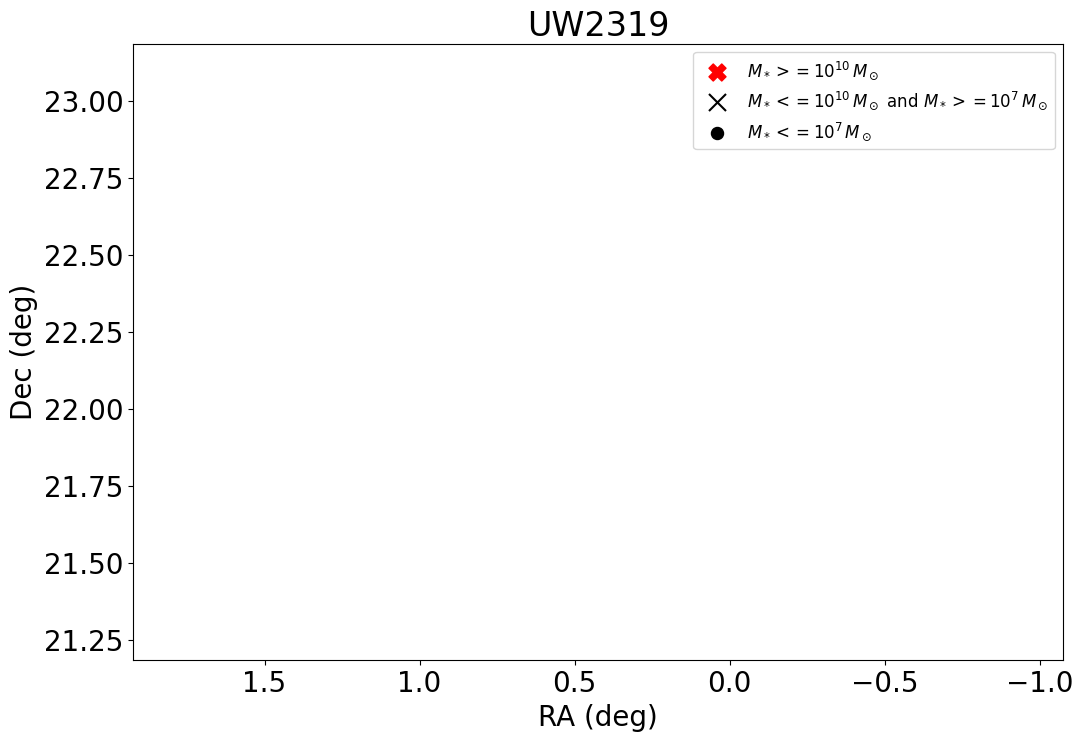 UW2319
M* >= 10^10 M⊙
M* <= 10^10 M⊙ and M* >= 10^7 M⊙
M* <= 10^7 M⊙
23.00
22.75
22.50
22.25
22.00
21.75
21.50
21.25
Dec (deg)
1.5 1.0 0.5 0.0 −0.5 −1.0
RA (deg)